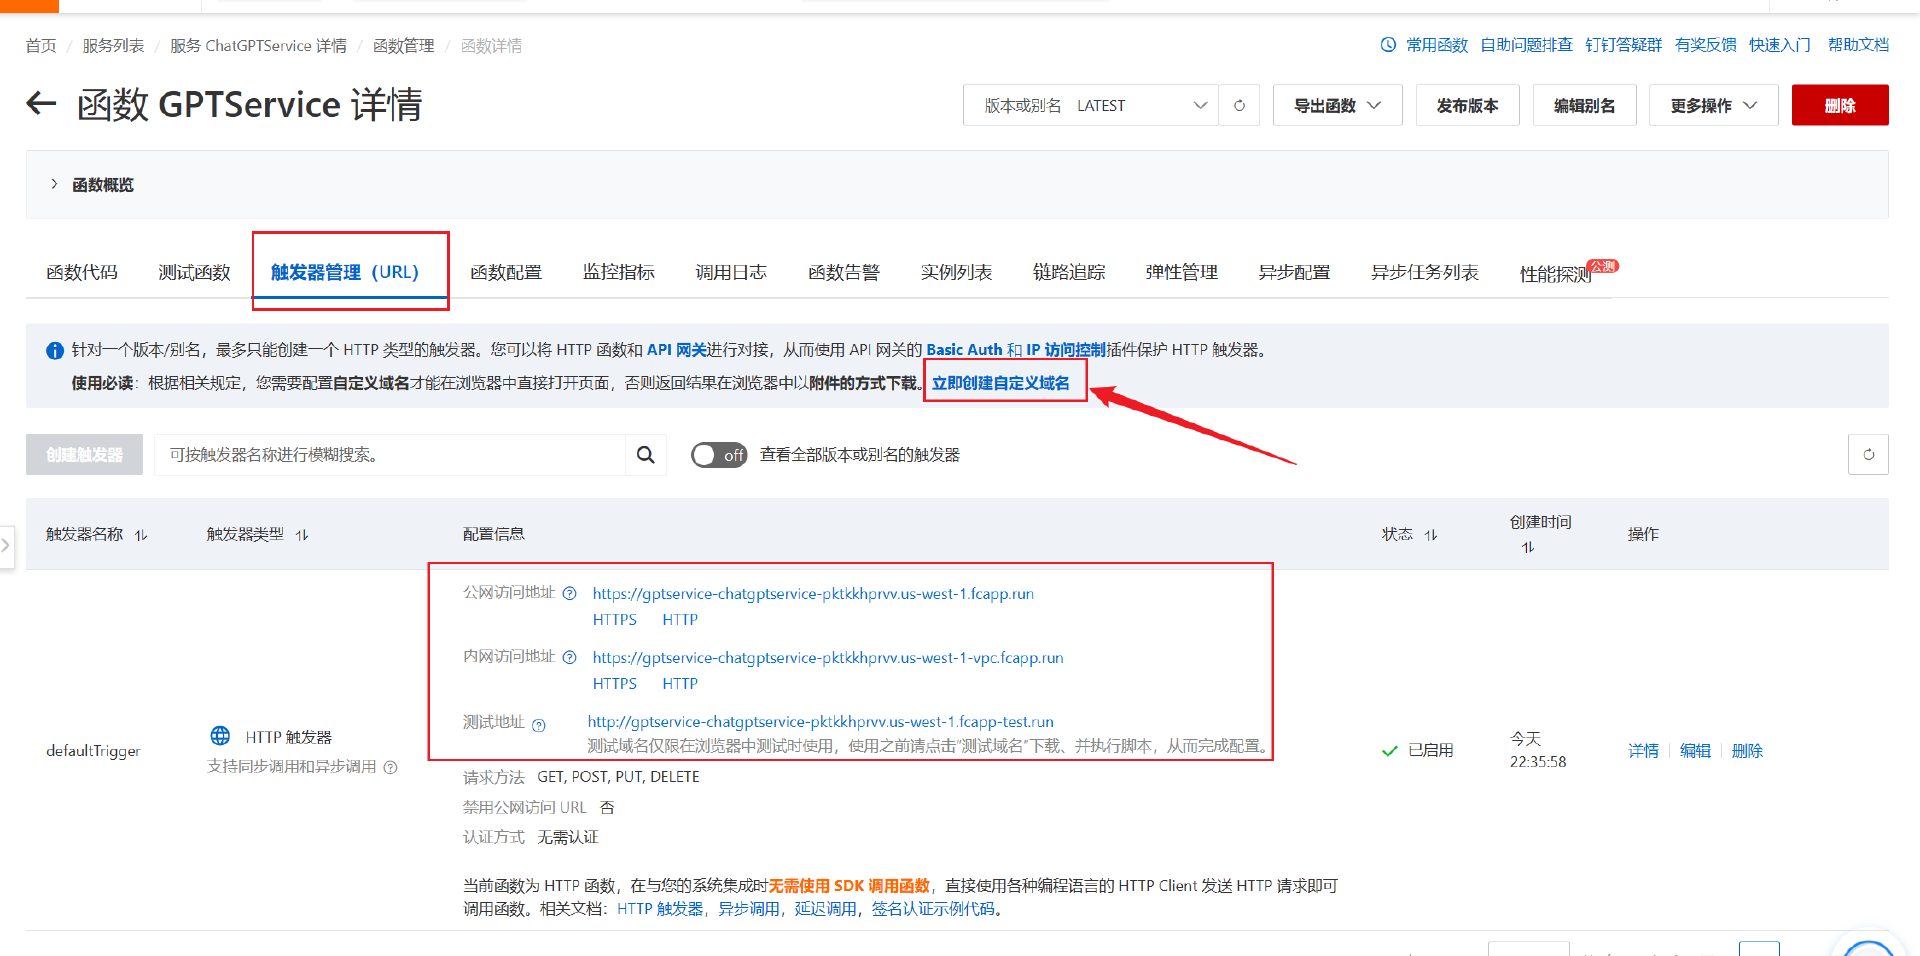 首页 / 服务列表 / 服务 ChatGPTService 详情 / 函数管理 / 函数详情
常用函数 自助问题排查 钉钉答疑群 有奖反馈 快速入门 帮助文档
函数 GPTService 详情
版本或别名 LATEST
导出函数
发布版本
编辑别名
更多操作
删除
函数概览
函数代码 测试函数 触发器管理（URL） 函数配置 监控指标 调用日志 函数告警 实例列表 链路追踪 弹性管理 异步配置 异步任务列表 性能探测 公测
针对一个版本/别名，最多只能创建一个 HTTP 类型的触发器。您可以将 HTTP 函数和 API 网关进行对接，从而使用 API 网关的 Basic Auth 和 IP 访问控制插件保护 HTTP 触发器。
使用必读：根据相关规定，您需要配置自定义域名才能在浏览器中直接打开页面，否则返回结果在浏览器中以附件的方式下载。立即创建自定义域名
创建触发器 可按触发器名称进行模糊搜索。 off 查看全部版本或别名的触发器
触发器名称 触发器类型 配置信息 状态 创建时间 操作
公网访问地址 https://gptservice-chatgptservice-pktkkhprvv.us-west-1.fcapp.run
HTTPS HTTP
内网访问地址 https://gptservice-chatgptservice-pktkkhprvv.us-west-1-vpc.fcapp.run
HTTPS HTTP
测试地址 http://gptservice-chatgptservice-pktkkhprvv.us-west-1.fcapp-test.run
测试域名仅限在浏览器中测试时使用，使用之前请点击“测试域名”下载、并执行脚本，从而完成配置。
defaultTrigger
HTTP 触发器
支持同步调用和异步调用
已启用
今天
22:35:58
详情 编辑 删除
请求方法 GET, POST, PUT, DELETE
禁用公网访问 URL 否
认证方式 无需认证
当前函数为 HTTP 函数，在与您的系统集成时无需使用 SDK 调用函数，直接使用各种编程语言的 HTTP Client 发送 HTTP 请求即可
调用函数。相关文档：HTTP 触发器，异步调用，延迟调用，签名认证示例代码。